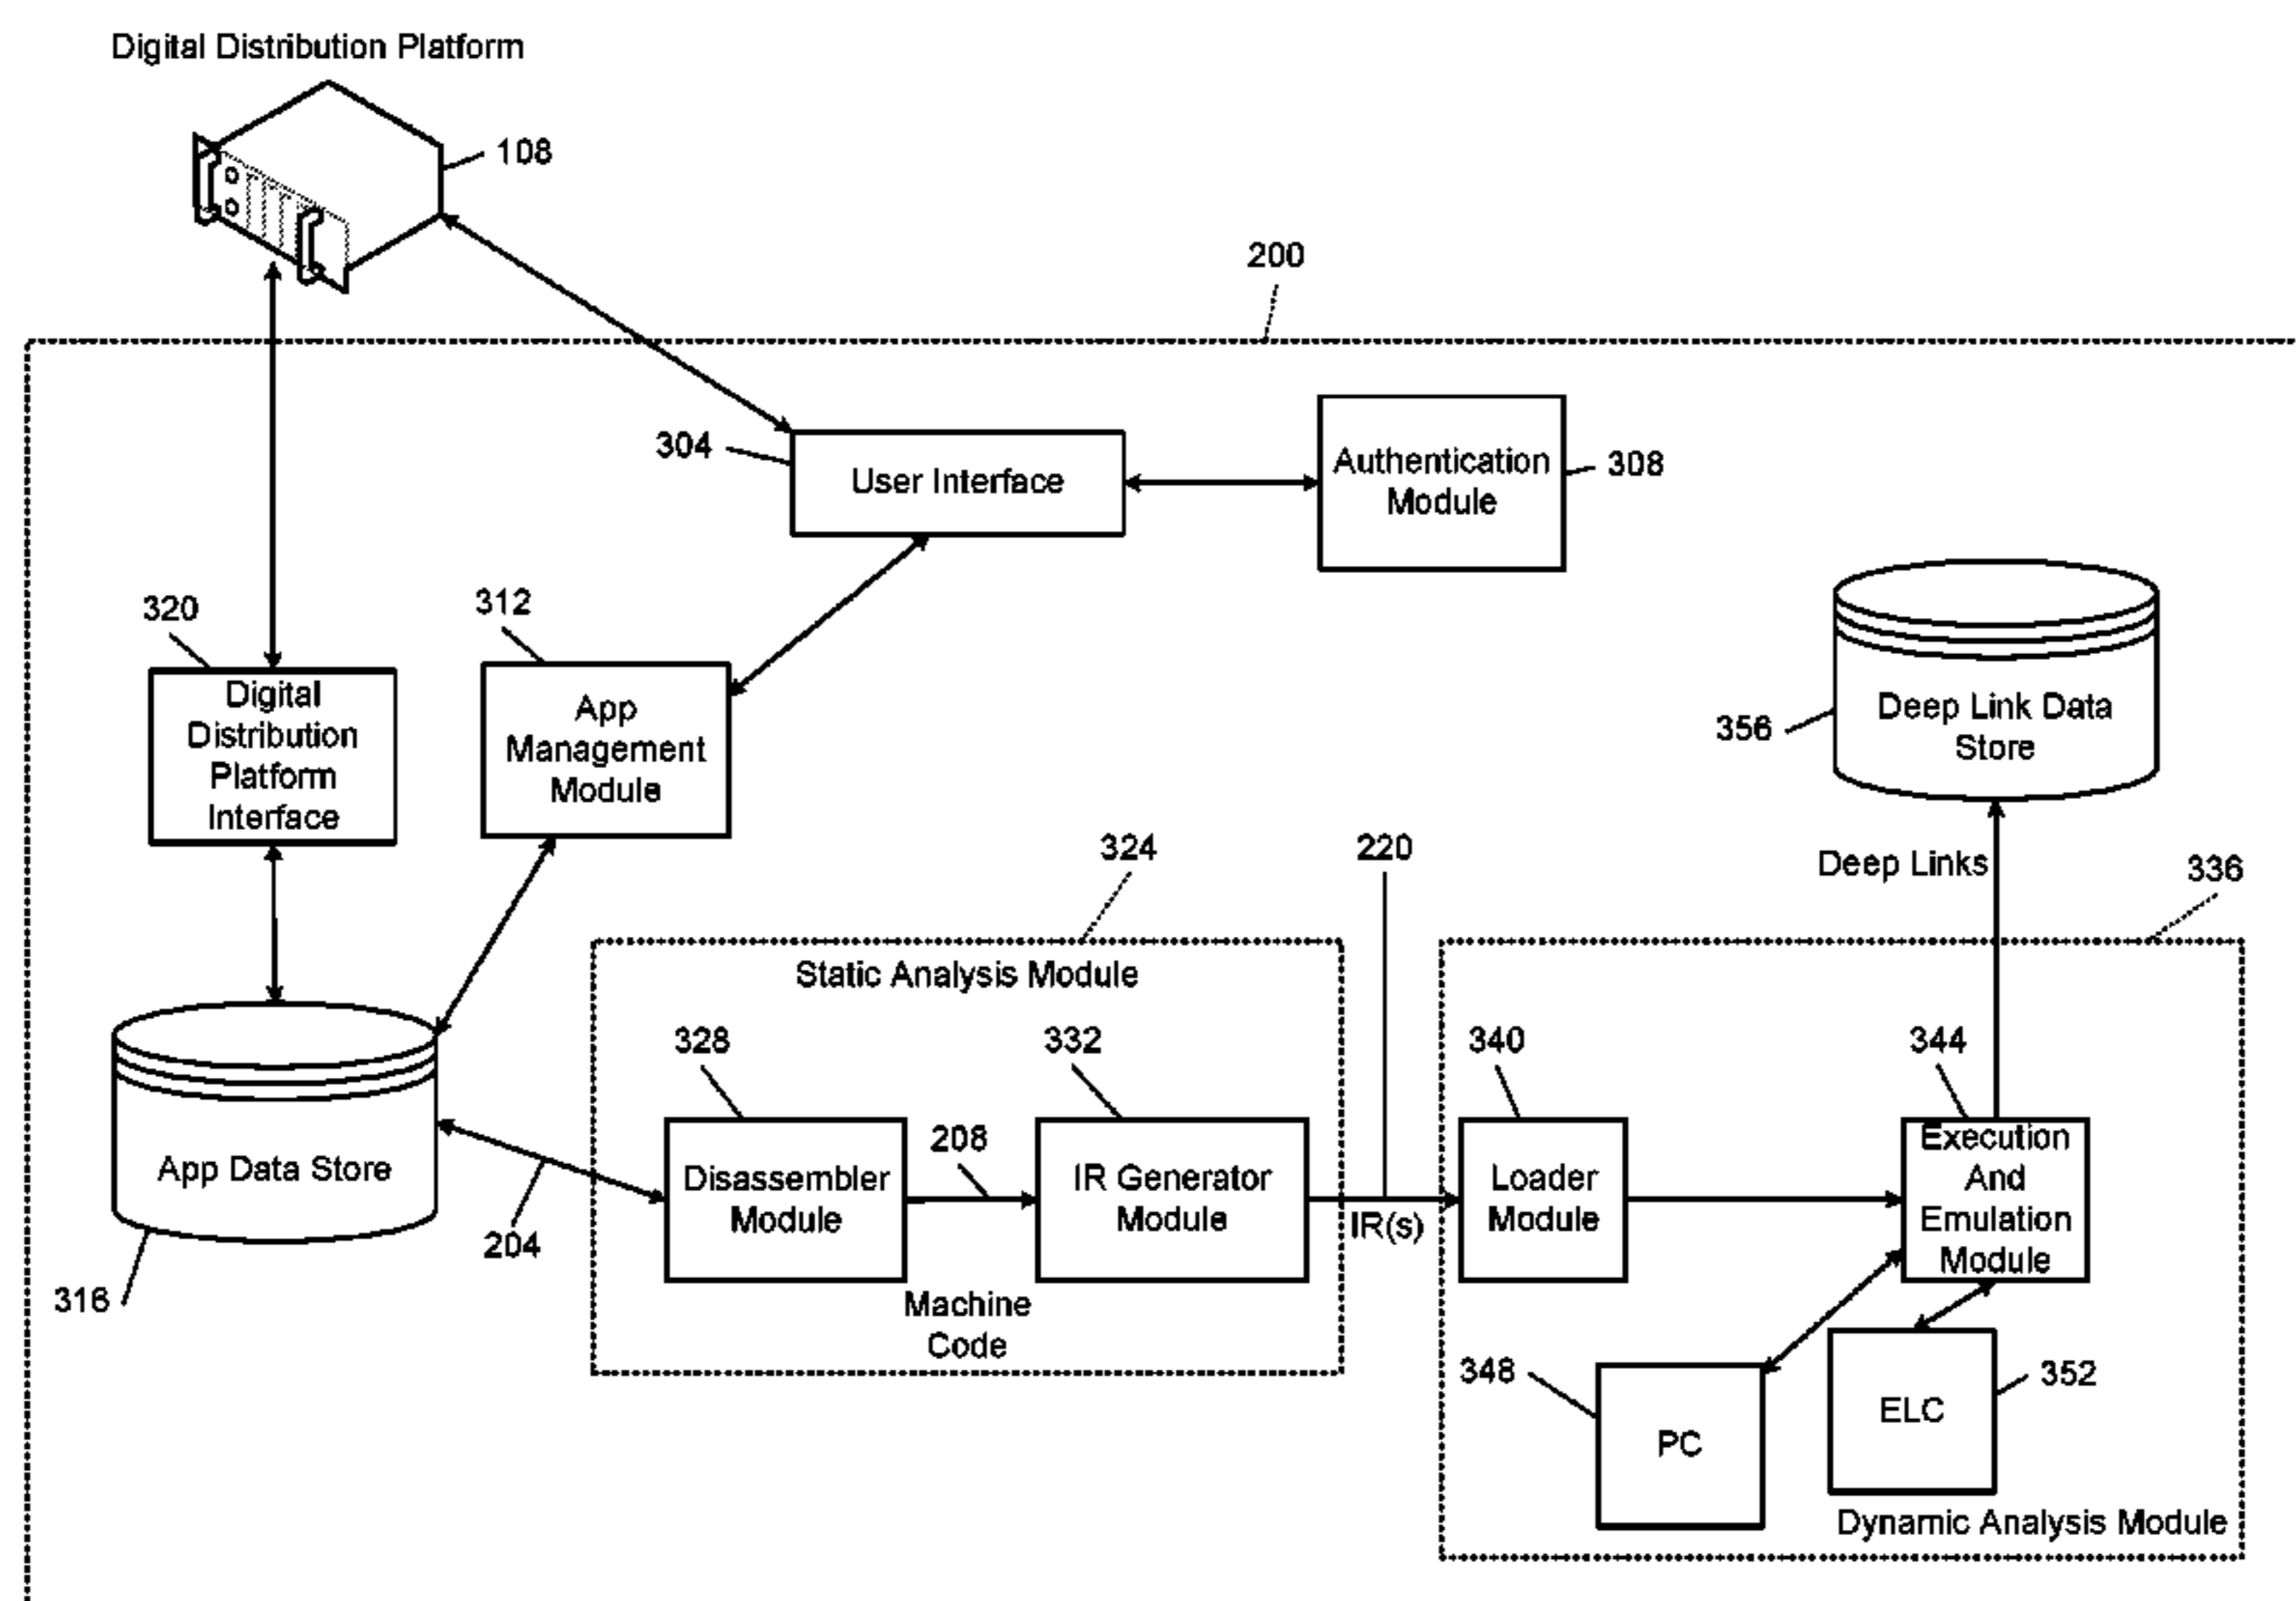 Digital Distribution Platform
108
200
304
User Interface
Authentication
Module
308
320
Digital
Distribution
Platform
Interface
312
App
Management
Module
356
Deep Link Data
Store
Deep Links
324
220
336
Static Analysis Module
App Data Store
316
204
328
Disassembler
Module
208
332
IR Generator
Module
Machine
Code
IR(s)
340
Loader
Module
344
Execution
And
Emulation
Module
348
PC
ELC
352
Dynamic Analysis Module